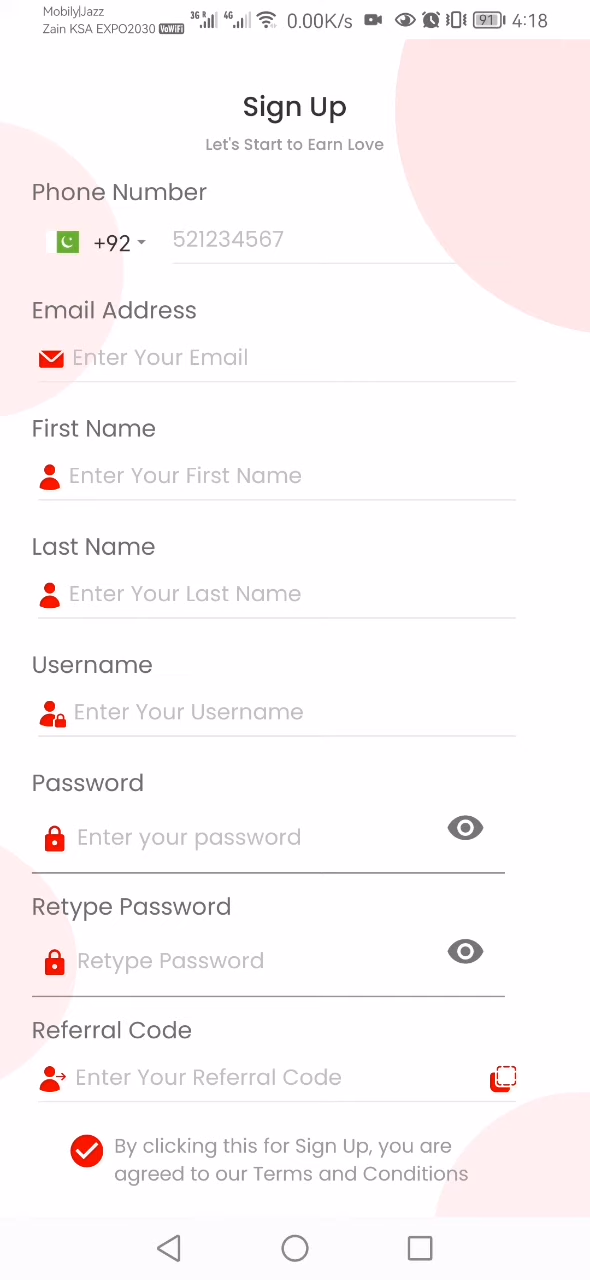 Mobily|Jazz
Zain KSA EXPO2030 VoWiFi 3G R 4G 0.00K/s 91 4:18
Sign Up
Let's Start to Earn Love
Phone Number
+92 521234567
Email Address
Enter Your Email
First Name
Enter Your First Name
Last Name
Enter Your Last Name
Username
Enter Your Username
Password
Enter your password
Retype Password
Retype Password
Referral Code
Enter Your Referral Code
By clicking this for Sign Up, you are
agreed to our Terms and Conditions